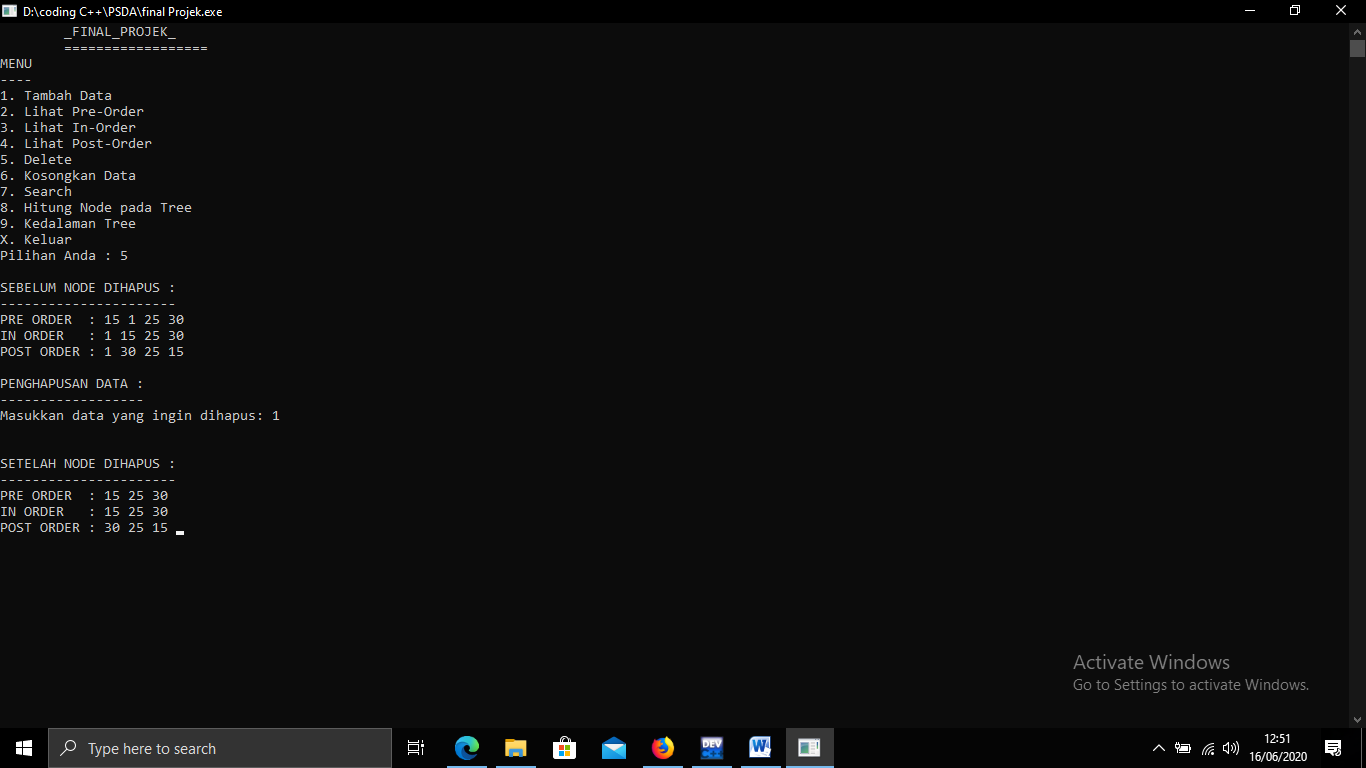 D:\coding C++\PSDA\final Projek.exe
_FINAL_PROJEK_
==================
MENU
----
1. Tambah Data
2. Lihat Pre-Order
3. Lihat In-Order
4. Lihat Post-Order
5. Delete
6. Kosongkan Data
7. Search
8. Hitung Node pada Tree
9. Kedalaman Tree
X. Keluar
Pilihan Anda : 5
SEBELUM NODE DIHAPUS :
----------------------
PRE ORDER  : 15 1 25 30
IN ORDER   : 1 15 25 30
POST ORDER : 1 30 25 15
PENGHAPUSAN DATA :
------------------
Masukkan data yang ingin dihapus: 1
SETELAH NODE DIHAPUS :
----------------------
PRE ORDER  : 15 25 30
IN ORDER   : 15 25 30
POST ORDER : 30 25 15
Activate Windows
Go to Settings to activate Windows.
Type here to search
DEV
C++
W
12:51
16/06/2020